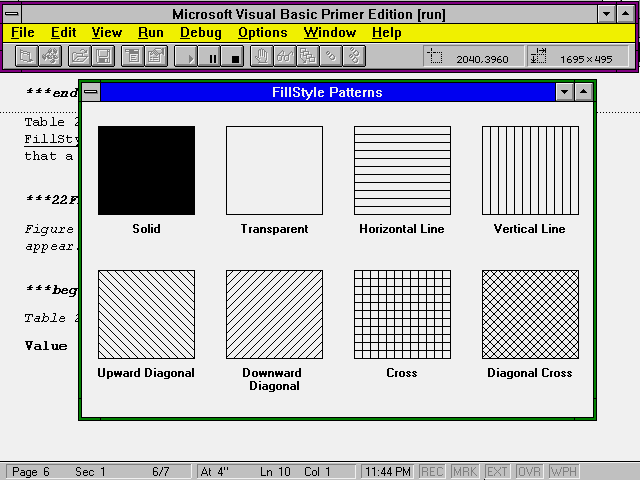 Microsoft Visual Basic Primer Edition [run]
File Edit View Run Debug Options Window Help
2040,3960 1695×495
***end
FillStyle Patterns
Table 2
FillSty
that a
Solid Transparent Horizontal Line Vertical Line
***22F
Figure
appear.
***beg
Table 2
Value
Upward Diagonal Downward Diagonal Cross Diagonal Cross
Page 6 Sec 1 6/7 At 4" Ln 10 Col 1 11:44 PM REC MRK EXT OVR WPH